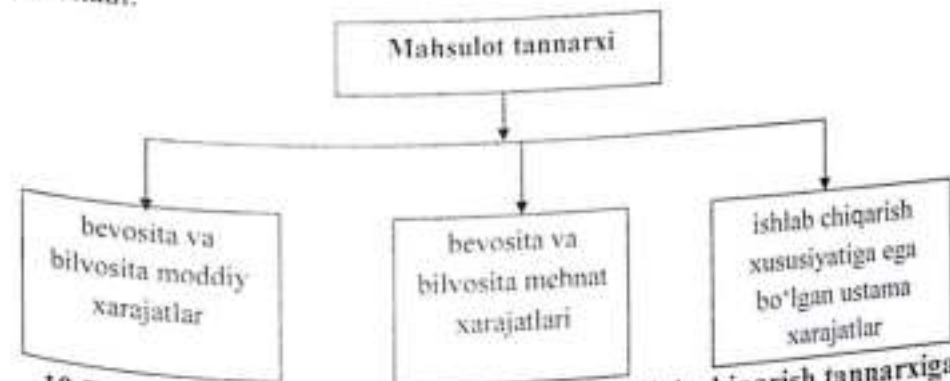 Mahsulot tannarxi
bevosita va
bilvosita moddiy
xarajatlar
bevosita va
bilvosita mehnat
xarajatlari
ishlab chiqarish
xususiyatiga ega
bo‘lgan ustama
xarajatlar
tannarxiga